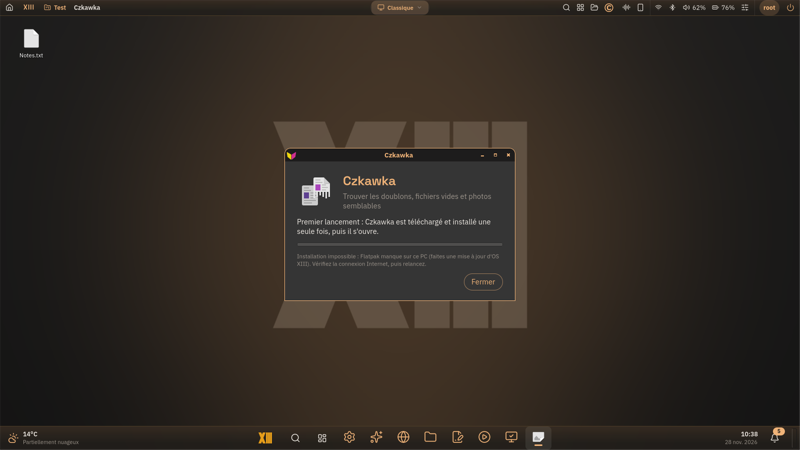 XIII
Test
Czkawka
Classique
62%
76%
root
Notes.txt
Czkawka
Czkawka
Trouver les doublons, fichiers vides et photos
semblables
Premier lancement : Czkawka est téléchargé et installé une
seule fois, puis il s'ouvre.
Installation impossible : Flatpak manque sur ce PC (faites une mise à jour d'OS
XIII). Vérifiez la connexion Internet, puis relancez.
Fermer
XIII
14°C
Partiellement nuageux
XIII
10:38
28 nov. 2026
5